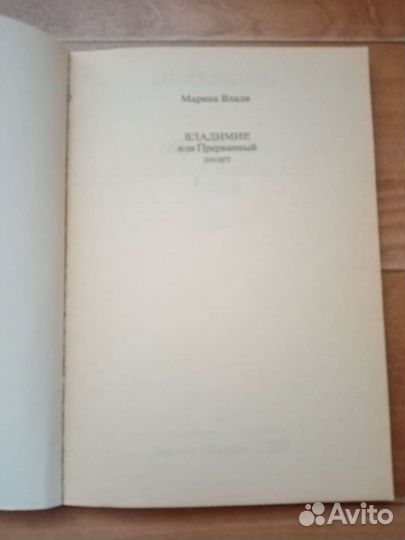 Марина Влади
ВЛАДИМИР,
или Прерванный
полет
Avito